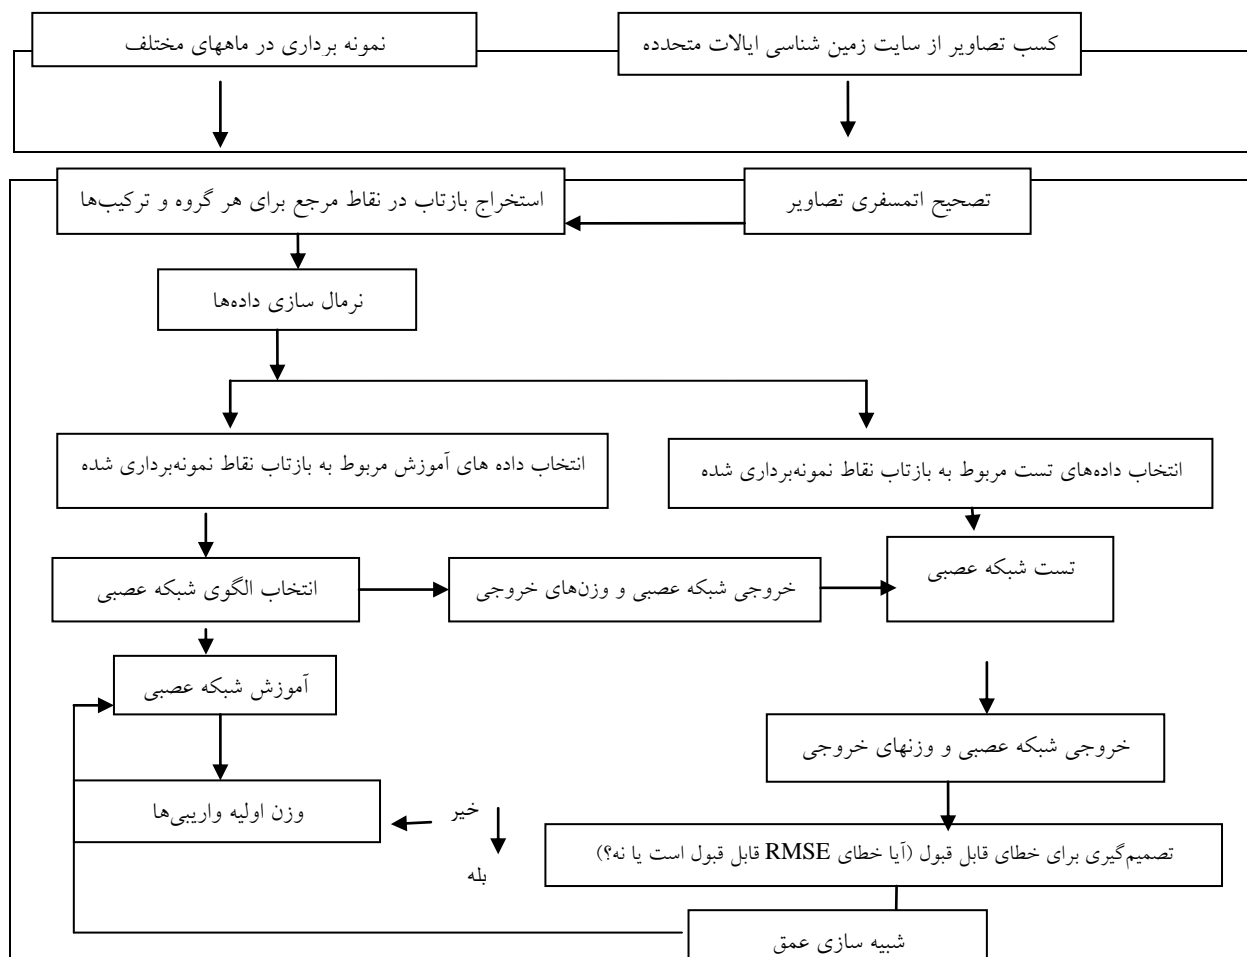 کسب تصاویر از سایت زمین شناسی ایالات متحدده
نمونه برداری در ماههای مختلف
تصحیح اتمسفری تصاویر
استخراج بازتاب در نقاط مرجع برای هر گروه و ترکیب‌ها
نرمال سازی داده‌ها
انتخاب داده‌های تست مربوط به بازتاب نقاط نمونه‌برداری شده
انتخاب داده های آموزش مربوط به بازتاب نقاط نمونه‌برداری شده
تست شبکه عصبی
خروجی شبکه عصبی و وزن‌های خروجی
انتخاب الگوی شبکه عصبی
آموزش شبکه عصبی
خروجی شبکه عصبی و وزنهای خروجی
وزن اولیه واریبی‌ها
خیر
بله
تصمیم‌گیری برای خطای قابل قبول (آیا خطای RMSE قابل قبول است یا نه؟)
شبیه سازی عمق